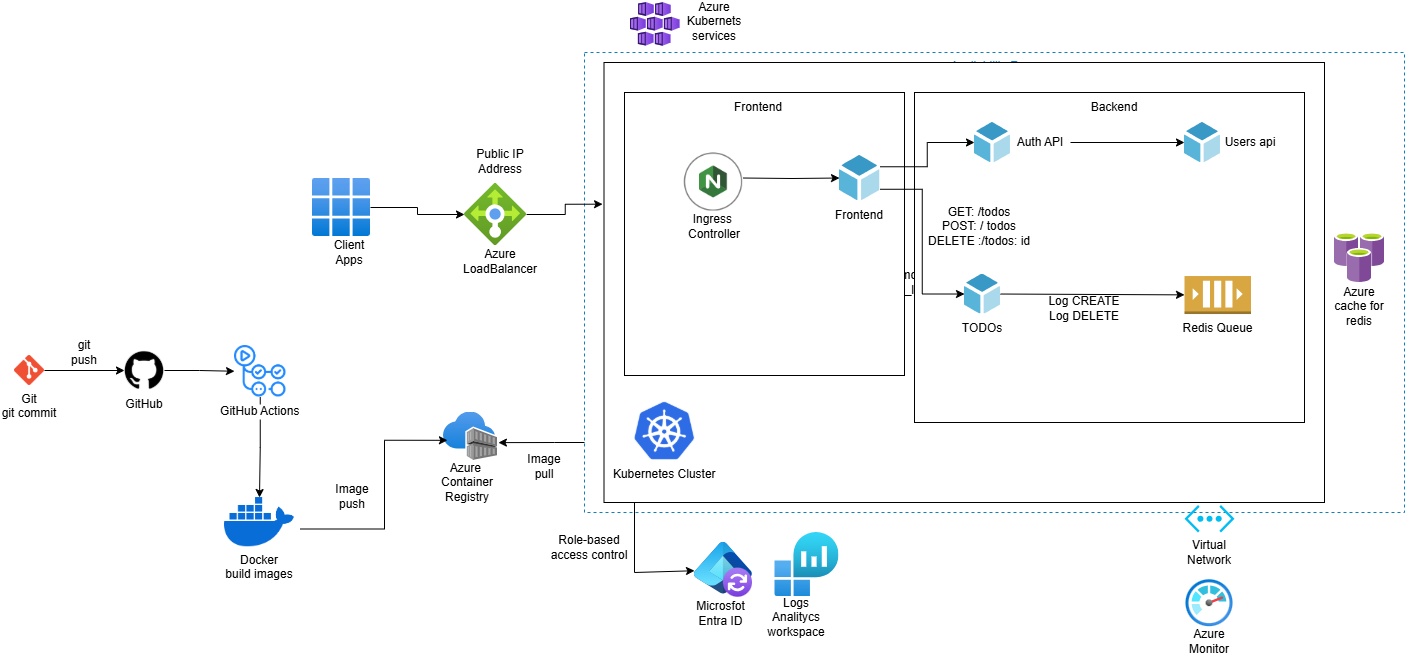 Azure
Kubernets
services
Frontend
Backend
Auth API
Users api
Public IP
Address
Ingress
Controller
Frontend
GET: /todos
POST: / todos
DELETE :/todos: id
Client
Apps
Azure
LoadBalancer
Azure
cache for
redis
TODOs
Log CREATE
Log DELETE
Redis Queue
git
push
Git
git commit
GitHub
GitHub Actions
Azure
Container
Registry
Image
pull
Kubernetes Cluster
Image
push
Docker
build images
Role-based
access control
Microsfot
Entra ID
Logs
Analitycs
workspace
Virtual
Network
Azure
Monitor